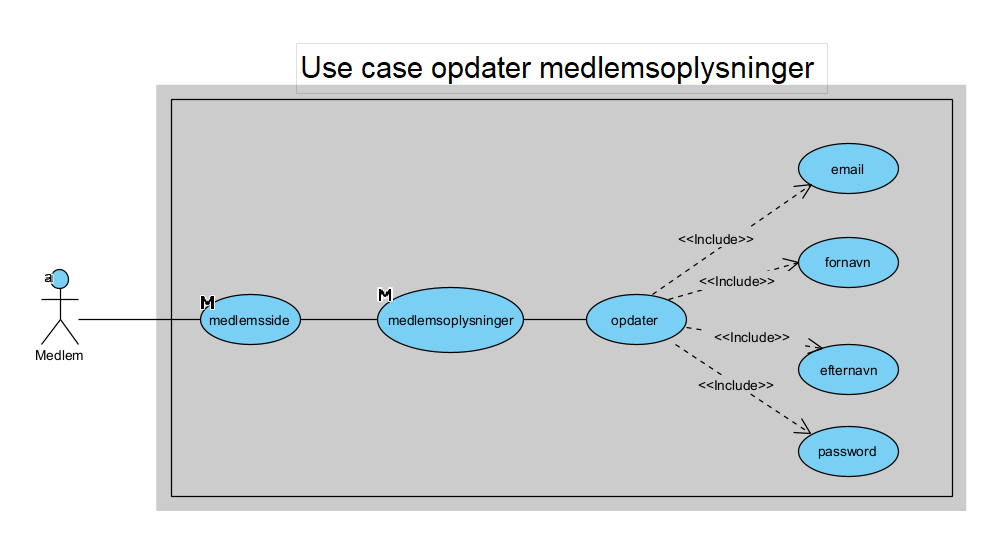 Use case opdater medlemsoplysninger
email
<<Include>>
fornavn
<<Include>>
a
M
M
medlemsside
medlemsoplysninger
opdater
<<Include>>
Medlem
efternavn
<<Include>>
password